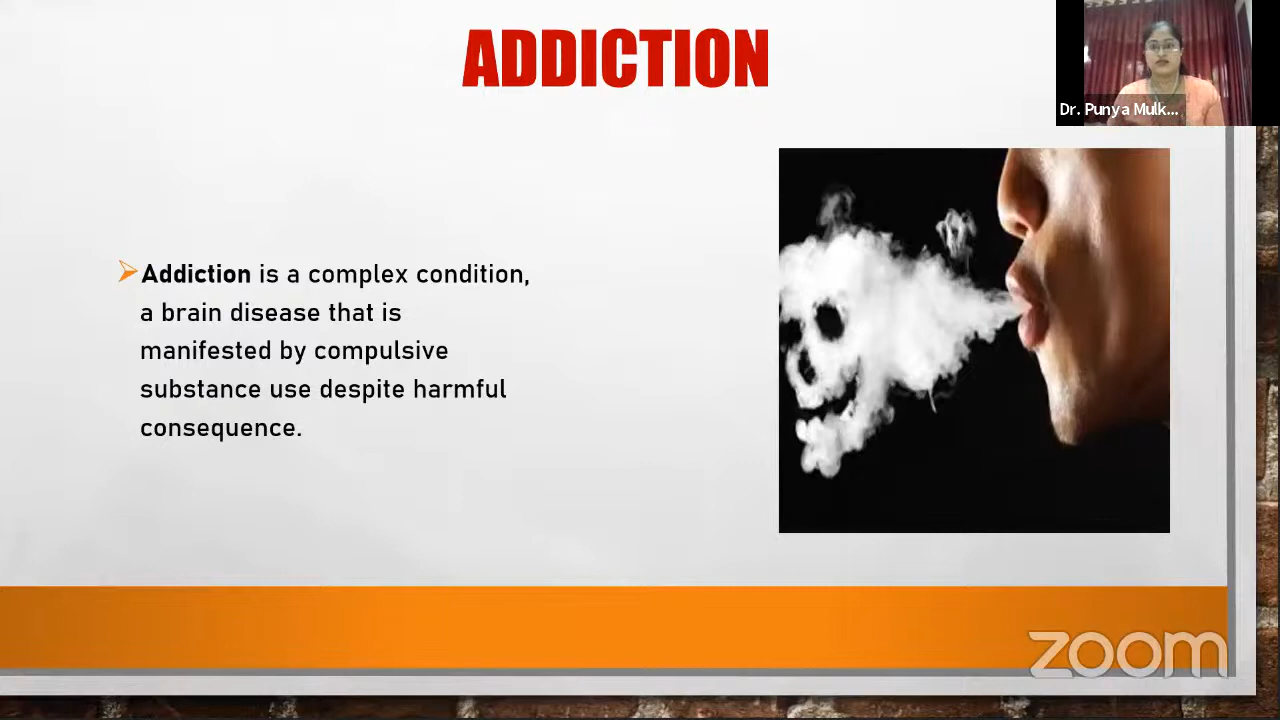 ADDICTION
Dr. Punya Mulk...
Addiction is a complex condition,
a brain disease that is
manifested by compulsive
substance use despite harmful
consequence.
zoom